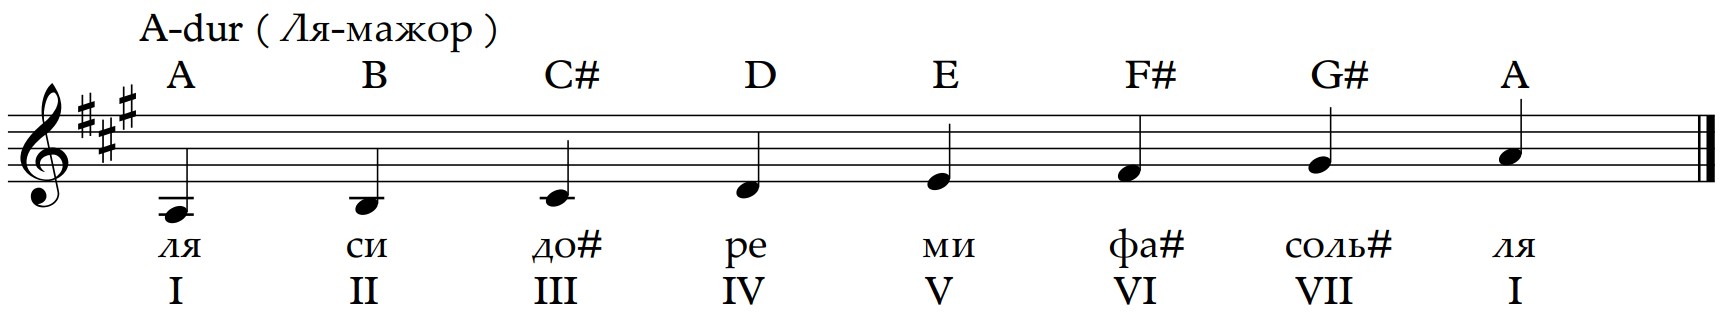 A-dur ( Ля-мажор )
A B C# D E F# G# A
ля си до# ре ми фа# соль# ля
I II III IV V VI VII I